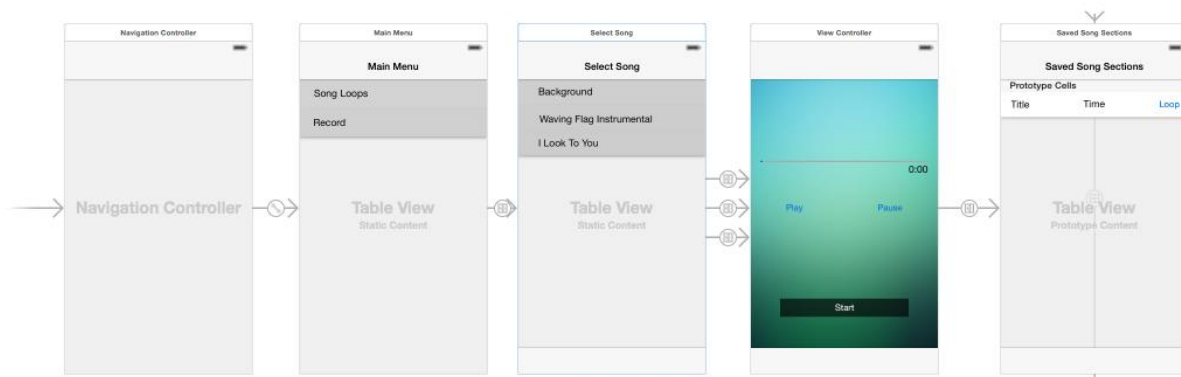 Navigation Controller
Navigation Controller
Main Menu
Main Menu
Song Loops
Record
Table View
Static Content
Select Song
Select Song
Background
Waving Flag Instrumental
I Look To You
Table View
Static Content
View Controller
0:00
Play Pause
Start
Saved Song Sections
Saved Song Sections
Prototype Cells
Title Time Loop
Table View
Prototype Content